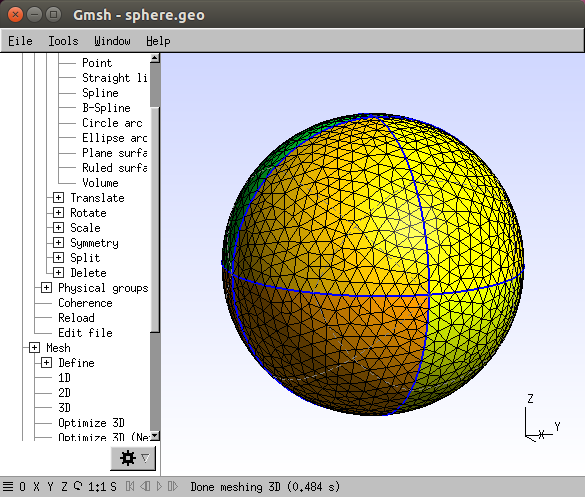 Gmsh - sphere.geo
File Tools Window Help
Point
Straight li
Spline
B-Spline
Circle arc
Ellipse arc
Plane surfa
Ruled surfa
Volume
Translate
Rotate
Scale
Symmetry
Split
Delete
Physical groups
Coherence
Reload
Edit file
Mesh
Define
1D
2D
3D
Optimize 3D
Optimize 3D (Ne
Z
Y
X
O X Y Z 1:1 S Done meshing 3D (0.484 s)